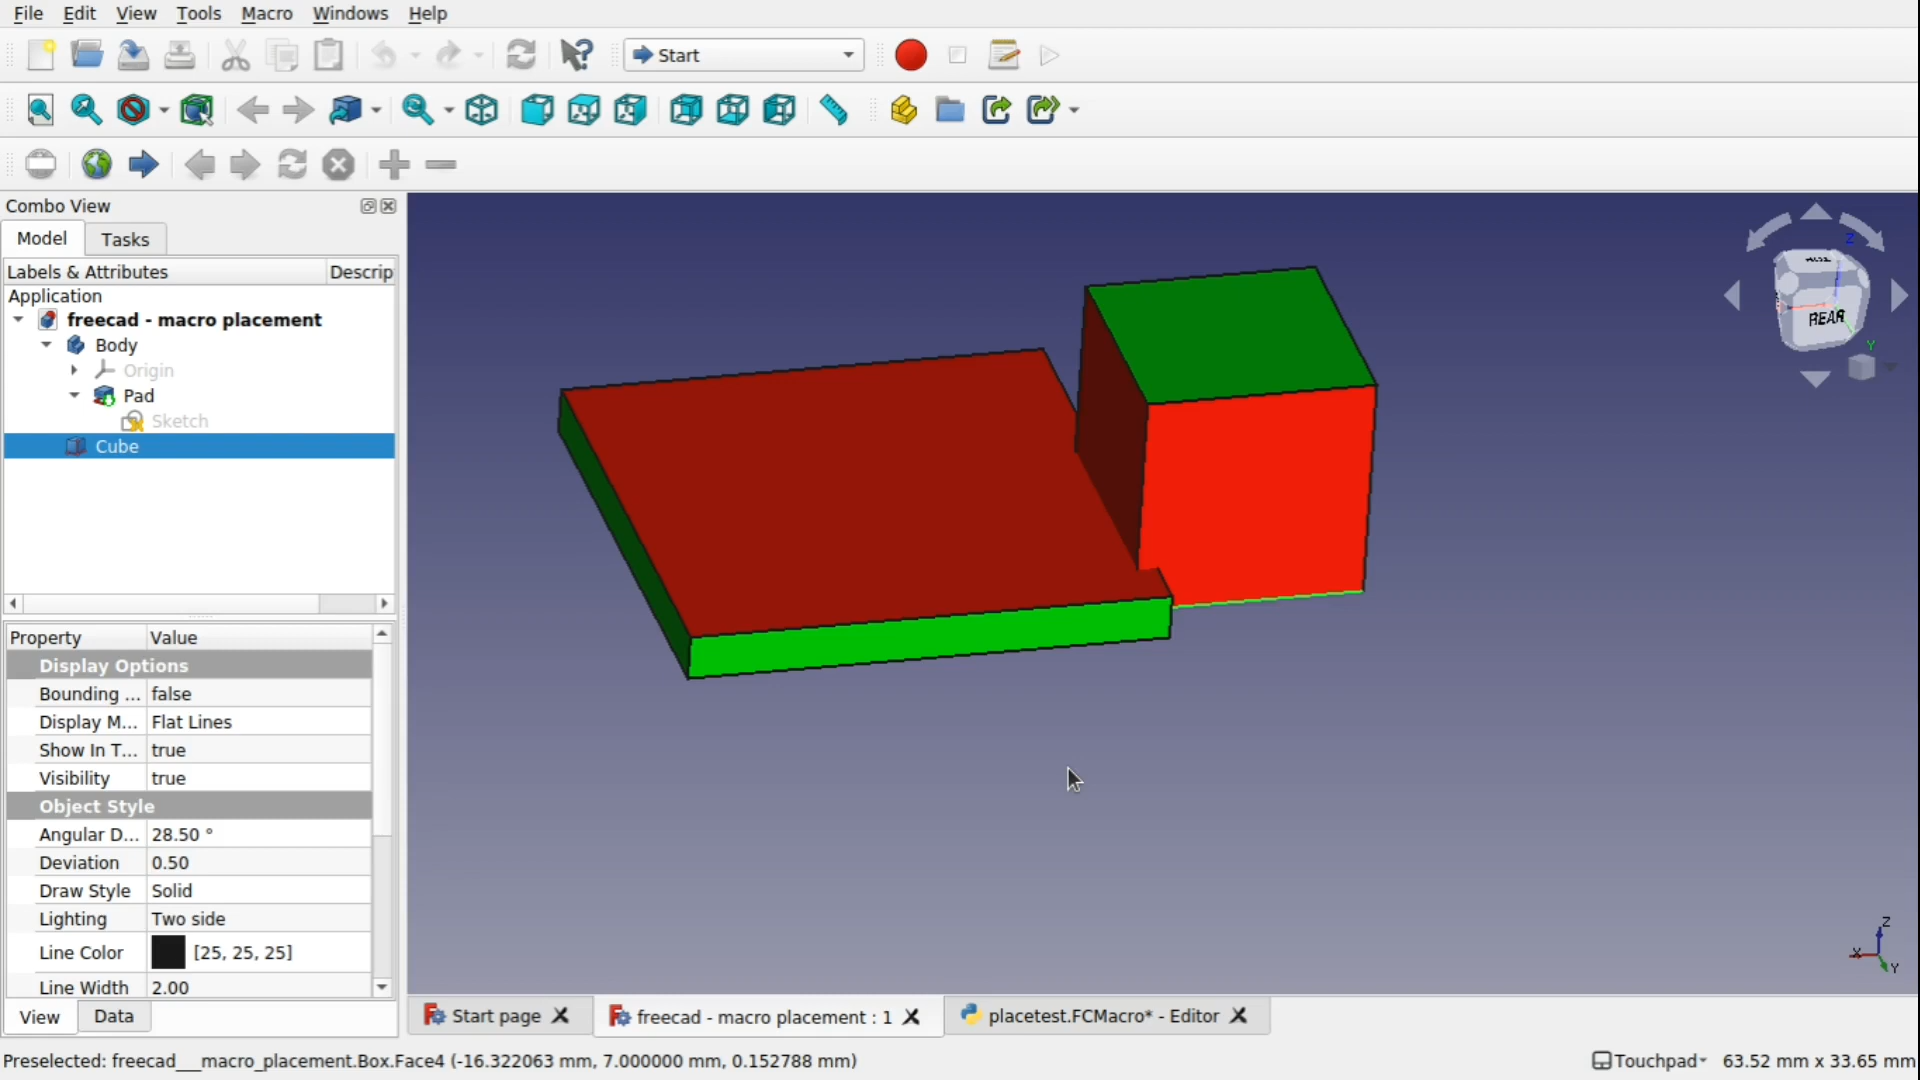 File Edit View Tools Macro Windows Help
Start
Combo View
Model Tasks
Labels & Attributes Descrip
Application
freecad - macro placement
Body
Origin
Pad
Sketch
Cube
Property Value
Display Options
Bounding ... false
Display M... Flat Lines
Show In T... true
Visibility true
Object Style
Angular D... 28.50 °
Deviation 0.50
Draw Style Solid
Lighting Two side
Line Color [25, 25, 25]
Line Width 2.00
View Data
Z
REAR
Y
Z
X
Y
Start page freecad - macro placement : 1 placetest.FCMacro* - Editor
Preselected: freecad___macro_placement.Box.Face4 (-16.322063 mm, 7.000000 mm, 0.152788 mm) Touchpad 63.52 mm x 33.65 mm